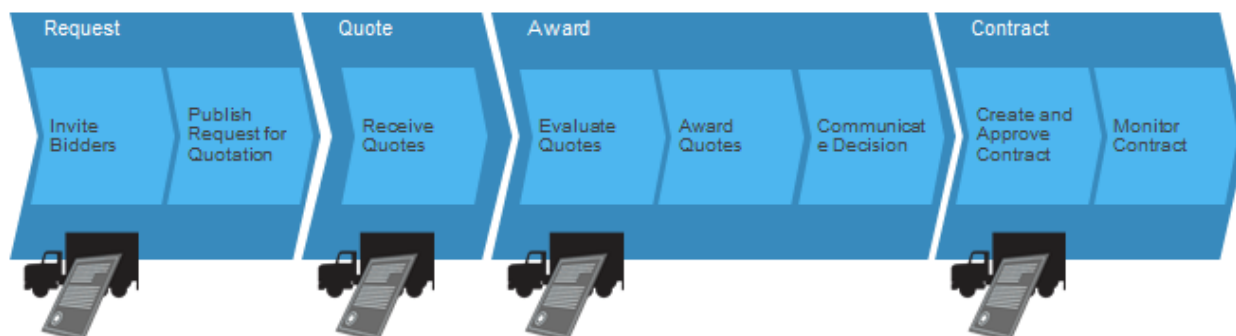 Request
Invite
Bidders
Publish
Request for
Quotation
Quote
Receive
Quotes
Award
Evaluate
Quotes
Award
Quotes
Communicat
e Decision
Contract
Create and
Approve
Contract
Monitor
Contract